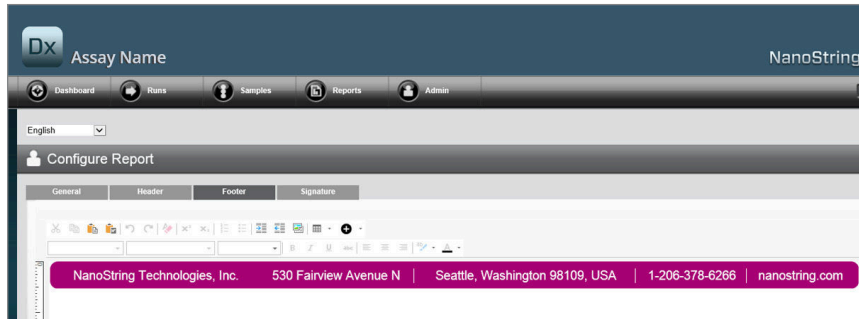 Dx
Assay Name
NanoString
Dashboard Runs Samples Reports Admin
English
Configure Report
General Header Footer Signature
B I U abc
NanoString Technologies, Inc. 530 Fairview Avenue N | Seattle, Washington 98109, USA | 1-206-378-6266 | nanostring.com